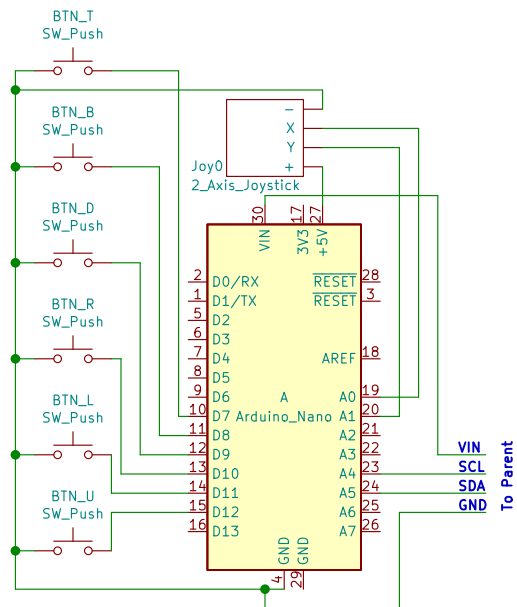 BTN_T
SW_Push
BTN_B
SW_Push
BTN_D
SW_Push
BTN_R
SW_Push
BTN_L
SW_Push
BTN_U
SW_Push
−
X
Y
+
Joy0
2_Axis_Joystick
30
17
27
VIN
3V3
+5V
2 D0/RX
1 D1/TX
5 D2
6 D3
7 D4
8 D5
9 D6
10 D7
11 D8
12 D9
13 D10
14 D11
15 D12
16 D13
A
Arduino_Nano
RESET 28
RESET 3
AREF 18
A0 19
A1 20
A2 21
A3 22
A4 23
A5 24
A6 25
A7 26
GND
GND
4
29
VIN
SCL
SDA
GND
To Parent